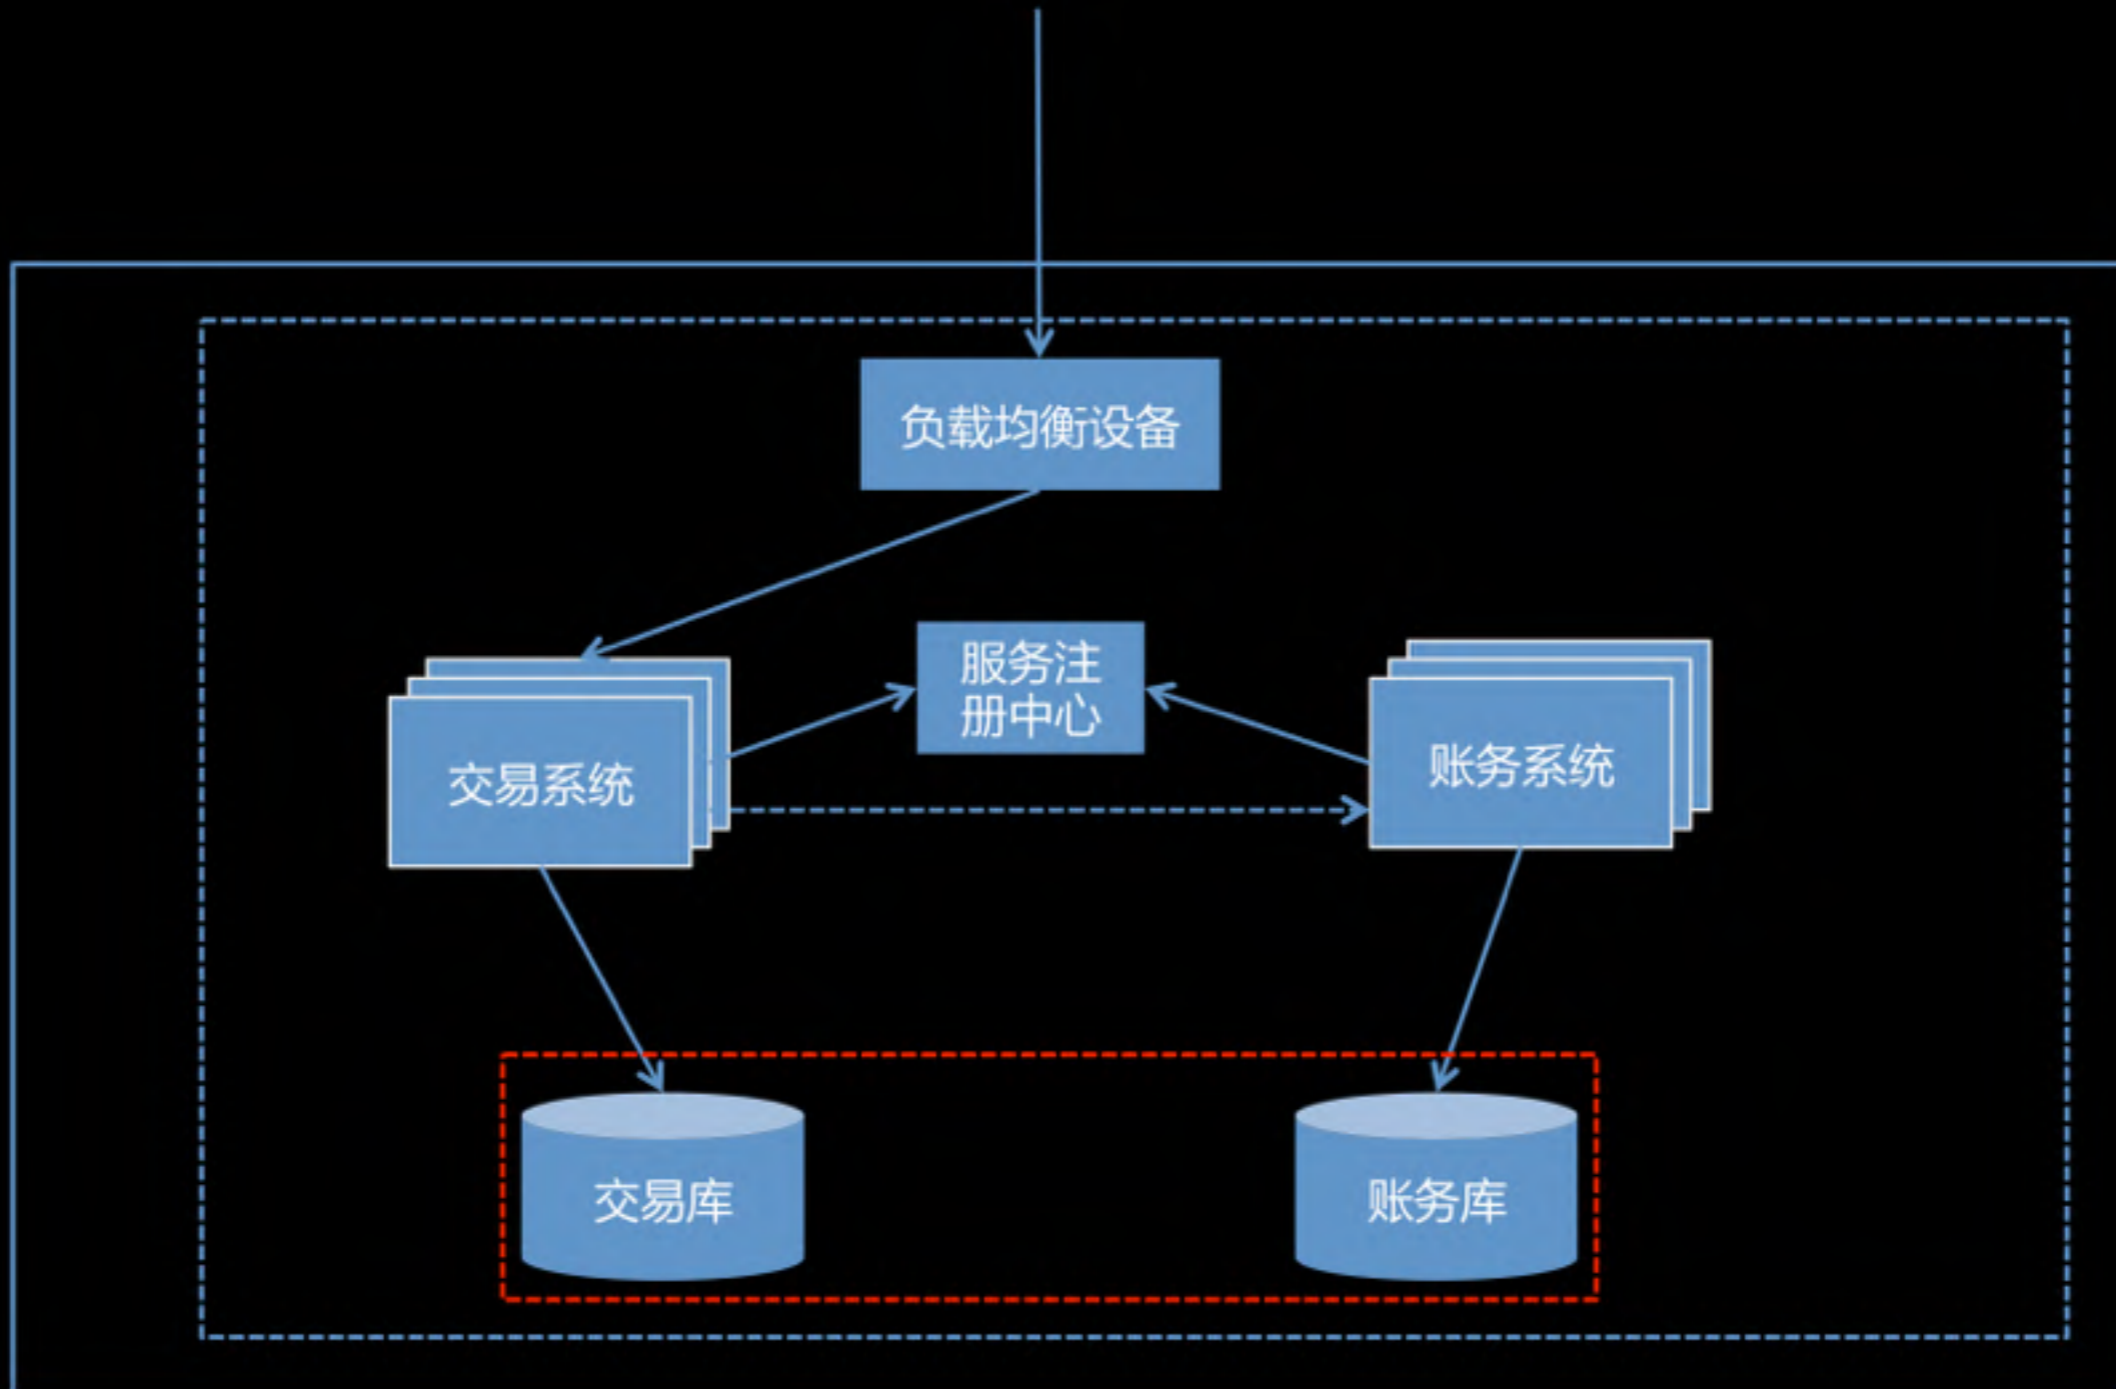 负载均衡设备
服务注
册中心
交易系统
账务系统
交易库
账务库